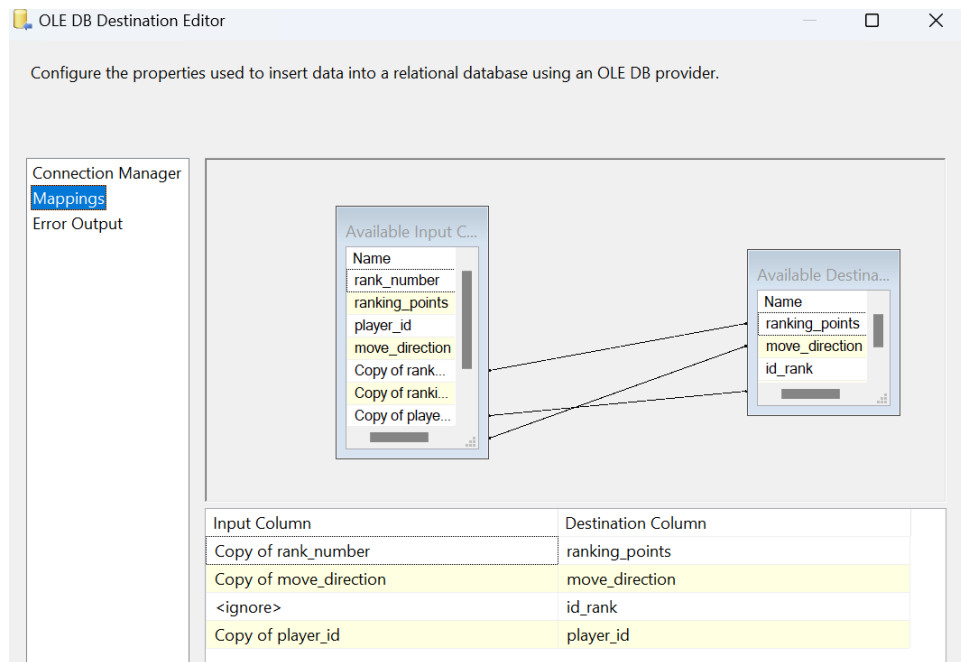 OLE DB Destination Editor
Configure the properties used to insert data into a relational database using an OLE DB provider.
Connection Manager
Mappings
Error Output
Available Input C...
Name
rank_number
ranking_points
player_id
move_direction
Copy of rank...
Copy of ranki...
Copy of playe...
Available Destina...
Name
ranking_points
move_direction
id_rank
Input Column Destination Column
Copy of rank_number ranking_points
Copy of move_direction move_direction
<ignore> id_rank
Copy of player_id player_id